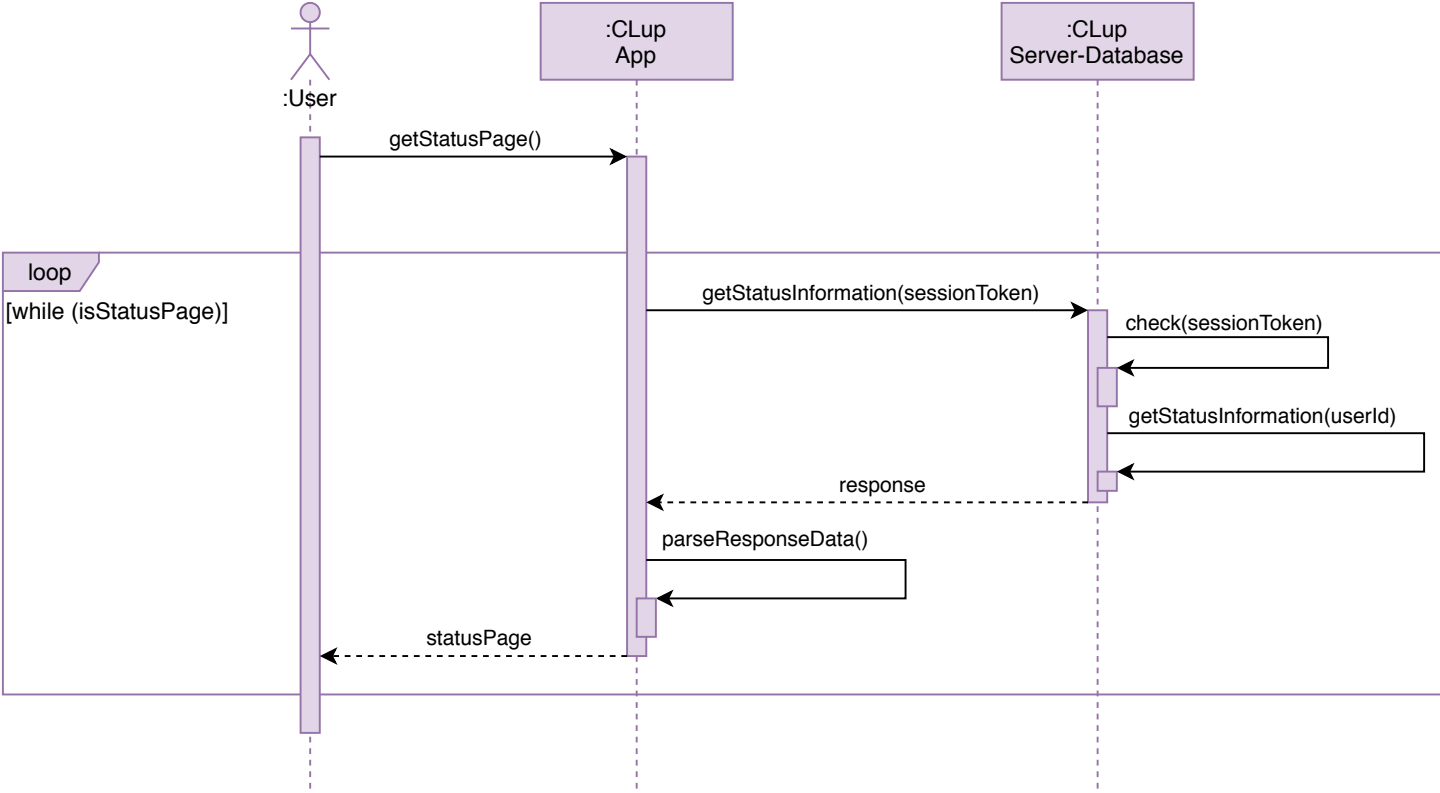 :CLup
App
:CLup
Server-Database
:User
getStatusPage()
loop
[while (isStatusPage)]
getStatusInformation(sessionToken)
check(sessionToken)
getStatusInformation(userId)
response
parseResponseData()
statusPage